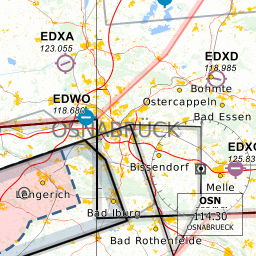 EDXA
123.055
EDXD
118.985
Bohmte
EDWO
118.680
Ostercappeln
Bad Essen
OSNABRÜCK
EDXG
125.83
Bissendorf
Melle
Lengerich
OSN
114.30
OSNABRUECK
Bad Iburg
Bad Rothenfelde